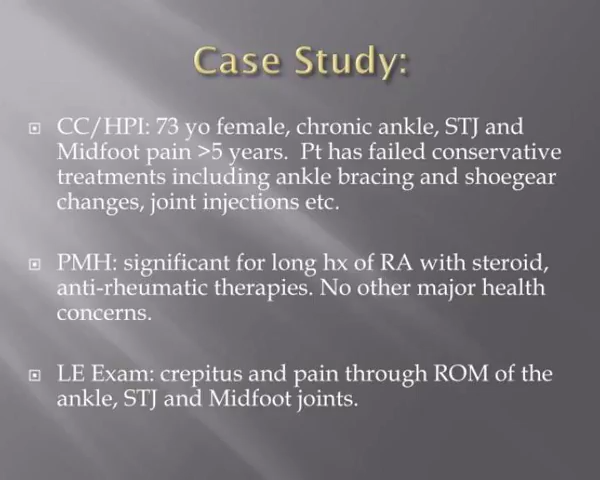 Case Study:
CC/HPI: 73 yo female, chronic ankle, STJ and
Midfoot pain >5 years.  Pt has failed conservative
treatments including ankle bracing and shoegear
changes, joint injections etc.
PMH: significant for long hx of RA with steroid,
anti-rheumatic therapies. No other major health
concerns.
LE Exam: crepitus and pain through ROM of the
ankle, STJ and Midfoot joints.